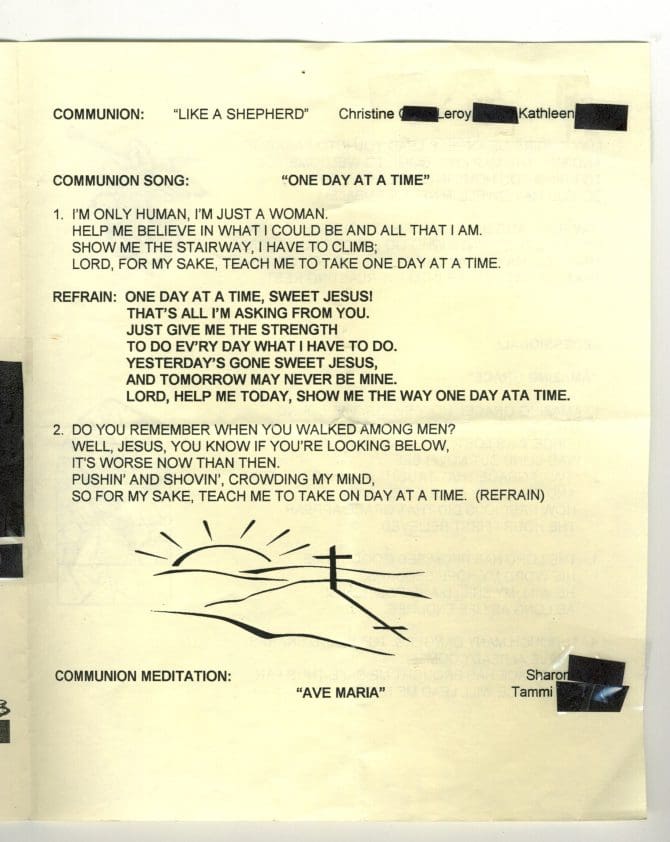 COMMUNION: "LIKE A SHEPHERD" Christine Leroy Kathleen
COMMUNION SONG: "ONE DAY AT A TIME"
1. I'M ONLY HUMAN, I'M JUST A WOMAN.
HELP ME BELIEVE IN WHAT I COULD BE AND ALL THAT I AM.
SHOW ME THE STAIRWAY, I HAVE TO CLIMB;
LORD, FOR MY SAKE, TEACH ME TO TAKE ONE DAY AT A TIME.
REFRAIN: ONE DAY AT A TIME, SWEET JESUS!
THAT'S ALL I'M ASKING FROM YOU.
JUST GIVE ME THE STRENGTH
TO DO EV'RY DAY WHAT I HAVE TO DO.
YESTERDAY'S GONE SWEET JESUS,
AND TOMORROW MAY NEVER BE MINE.
LORD, HELP ME TODAY, SHOW ME THE WAY ONE DAY ATA TIME.
2. DO YOU REMEMBER WHEN YOU WALKED AMONG MEN?
WELL, JESUS, YOU KNOW IF YOU'RE LOOKING BELOW,
IT'S WORSE NOW THAN THEN.
PUSHIN' AND SHOVIN', CROWDING MY MIND,
SO FOR MY SAKE, TEACH ME TO TAKE ON DAY AT A TIME. (REFRAIN)
COMMUNION MEDITATION: Sharon
"AVE MARIA" Tammi